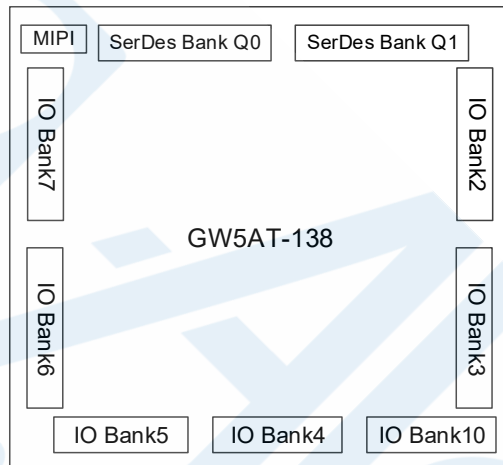 MIPI
SerDes Bank Q0
SerDes Bank Q1
IO Bank7
IO Bank2
GW5AT-138
IO Bank6
IO Bank3
IO Bank5
IO Bank4
IO Bank10